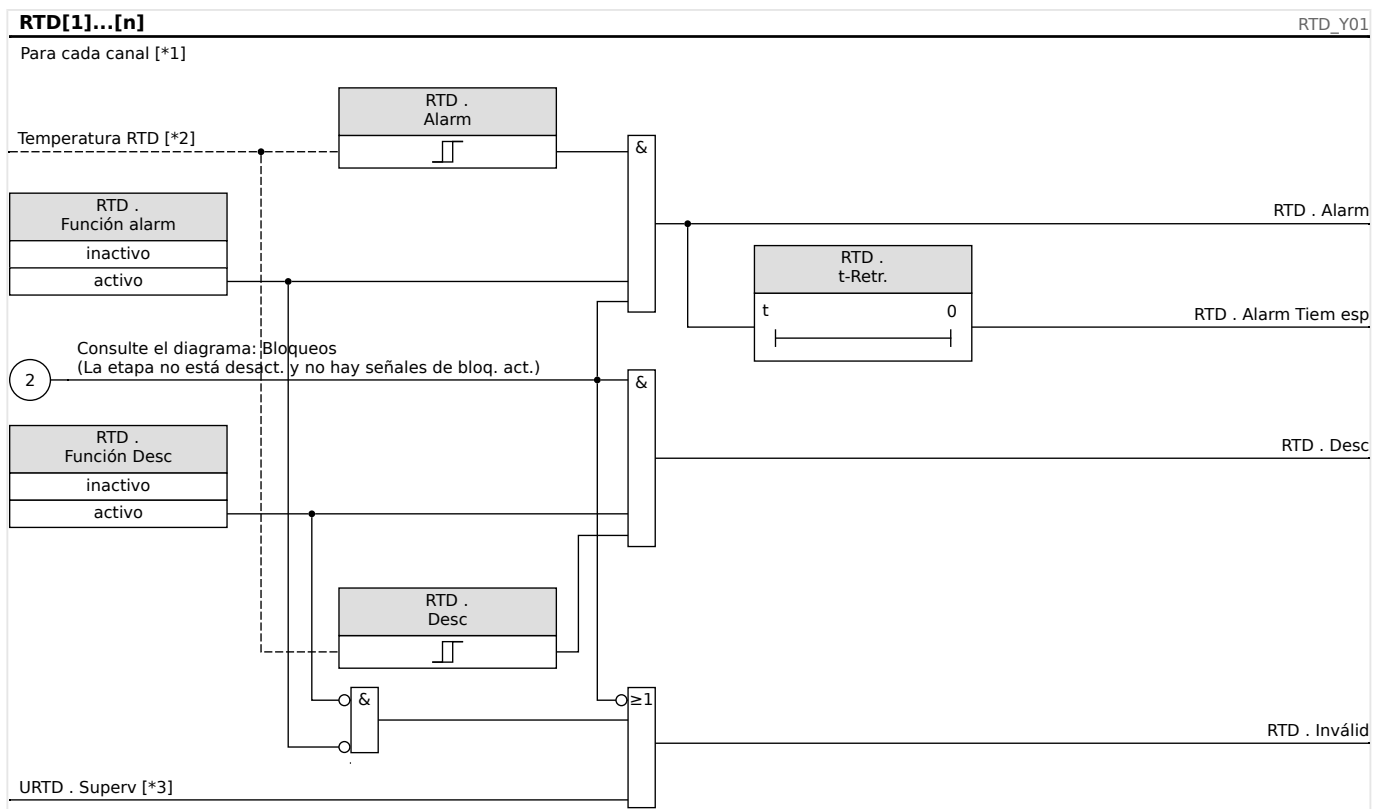 RTD[1]...[n]
RTD_Y01
Para cada canal [*1]
RTD .
Alarm
Temperatura RTD [*2]
&
RTD .
Función alarm
inactivo
activo
RTD . Alarm
RTD .
t-Retr.
t 0
RTD . Alarm Tiem esp
Consulte el diagrama: Bloqueos
(La etapa no está desact. y no hay señales de bloq. act.)
2
&
RTD .
Función Desc
inactivo
activo
RTD . Desc
RTD .
Desc
&
≥1
RTD . Inválid
URTD . Superv [*3]